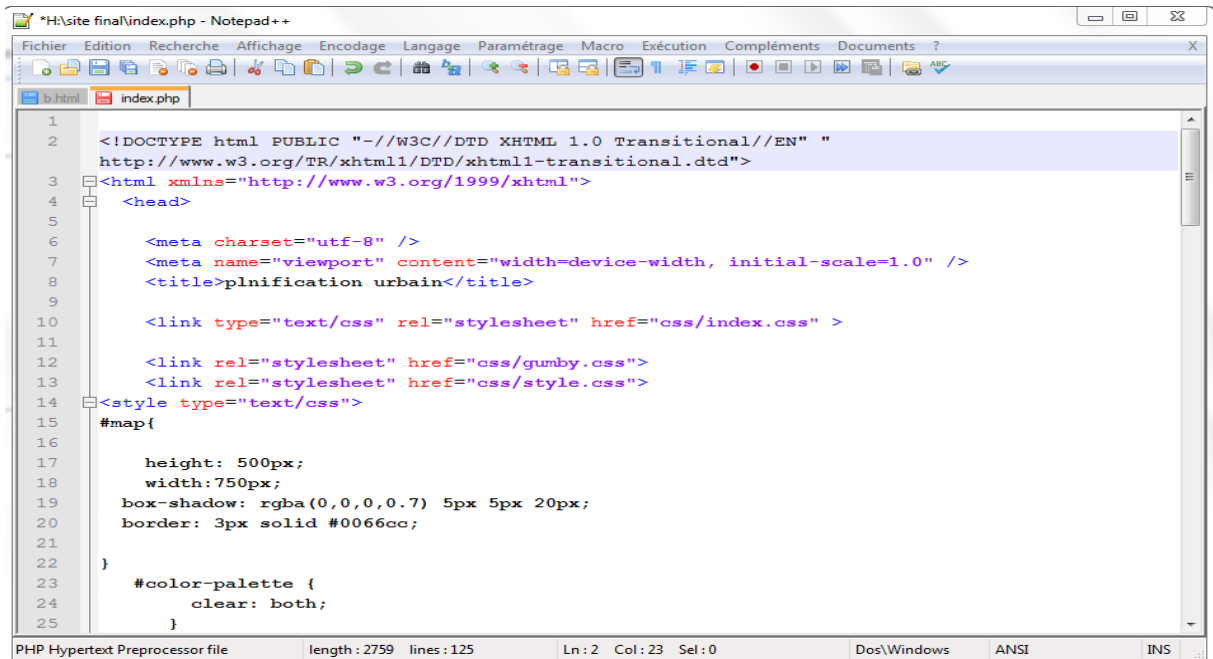 *H:\site final\index.php - Notepad++
Fichier Edition Recherche Affichage Encodage Langage Paramétrage Macro Exécution Compléments Documents ? X
ABC
b.html index.php
1
2 <!DOCTYPE html PUBLIC "-//W3C//DTD XHTML 1.0 Transitional//EN" "
http://www.w3.org/TR/xhtml1/DTD/xhtml1-transitional.dtd">
3 <html xmlns="http://www.w3.org/1999/xhtml">
4 <head>
5
6 <meta charset="utf-8" />
7 <meta name="viewport" content="width=device-width, initial-scale=1.0" />
8 <title>plnification urbain</title>
9
10 <link type="text/css" rel="stylesheet" href="css/index.css" >
11
12 <link rel="stylesheet" href="css/gumby.css">
13 <link rel="stylesheet" href="css/style.css">
14 <style type="text/css">
15 #map{
16
17 height: 500px;
18 width:750px;
19 box-shadow: rgba(0,0,0,0.7) 5px 5px 20px;
20 border: 3px solid #0066cc;
21
22 }
23 #color-palette {
24 clear: both;
25 }
PHP Hypertext Preprocessor file length : 2759 lines : 125 Ln : 2 Col : 23 Sel : 0 Dos\Windows ANSI INS